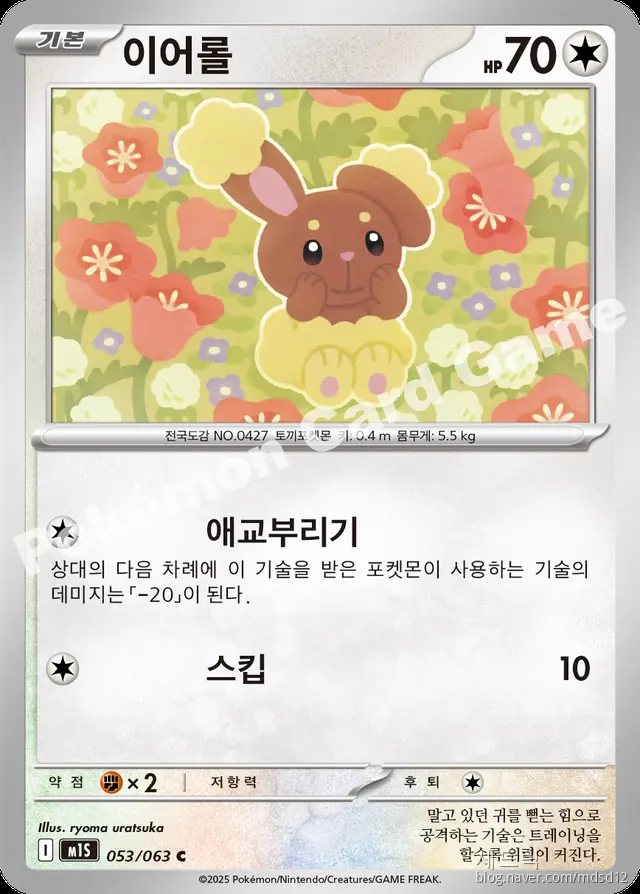 기본
이어롤
HP 70
전국도감 NO.0427 토끼포켓몬 키: 0.4 m 몸무게: 5.5 kg
Pokémon Card Game
애교부리기
상대의 다음 차례에 이 기술을 받은 포켓몬이 사용하는 기술의
데미지는 「-20」이 된다.
스킵 10
약점 ×2 저항력 후퇴
Illus. ryoma uratsuka
I M1S 053/063 C
말고 있던 귀를 뻗는 힘으로
공격하는 기술은 트레이닝을
할수록 위력이 커진다.
blog.naver.com/mdsd12
©2025 Pokémon/Nintendo/Creatures/GAME FREAK.